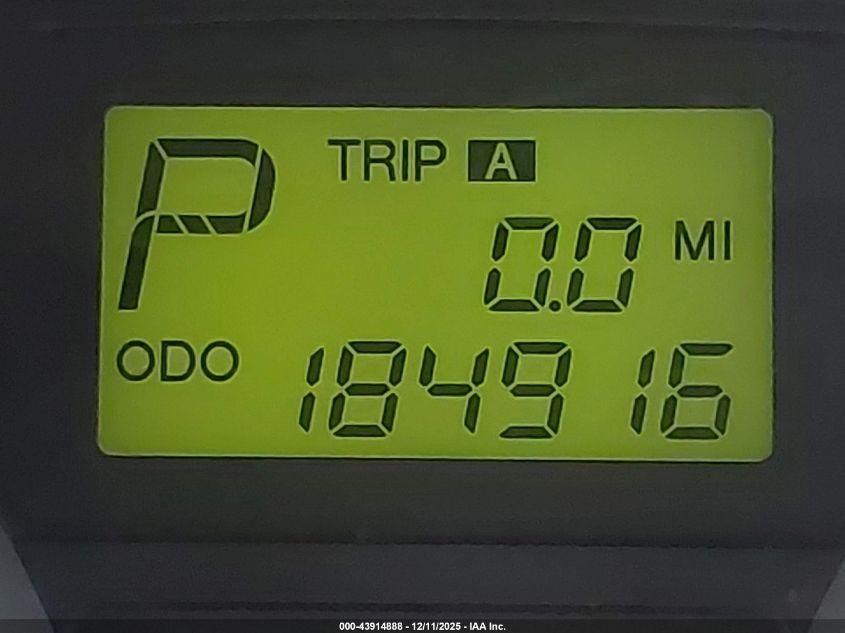 P TRIP A
0.0 MI
ODO 184916
000-43914888 - 12/11/2025 - IAA Inc.